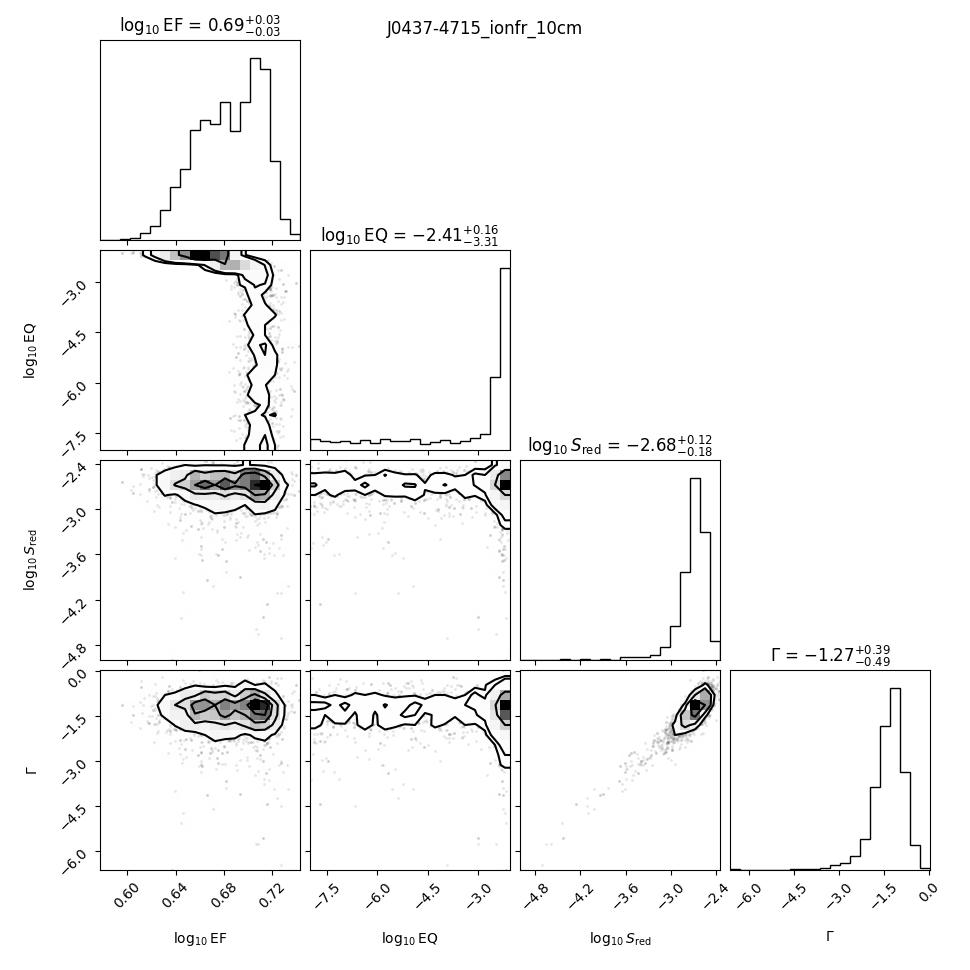 J0437-4715_ionfr_10cm
log₁₀ EF = 0.69+0.03 −0.03
log₁₀ EQ = −2.41+0.16 −3.31
log₁₀ EQ
−3.0
−4.5
−6.0
−7.5
log₁₀ S_red = −2.68+0.12 −0.18
log₁₀ S_red
−2.4
−3.0
−3.6
−4.2
−4.8
Γ = −1.27+0.39 −0.49
Γ
0.0
−1.5
−3.0
−4.5
−6.0
0.60 0.64 0.68 0.72
−7.5 −6.0 −4.5 −3.0
−4.8 −4.2 −3.6 −3.0 −2.4
−6.0 −4.5 −3.0 −1.5 0.0
log₁₀ EF
log₁₀ EQ
log₁₀ S_red
Γ